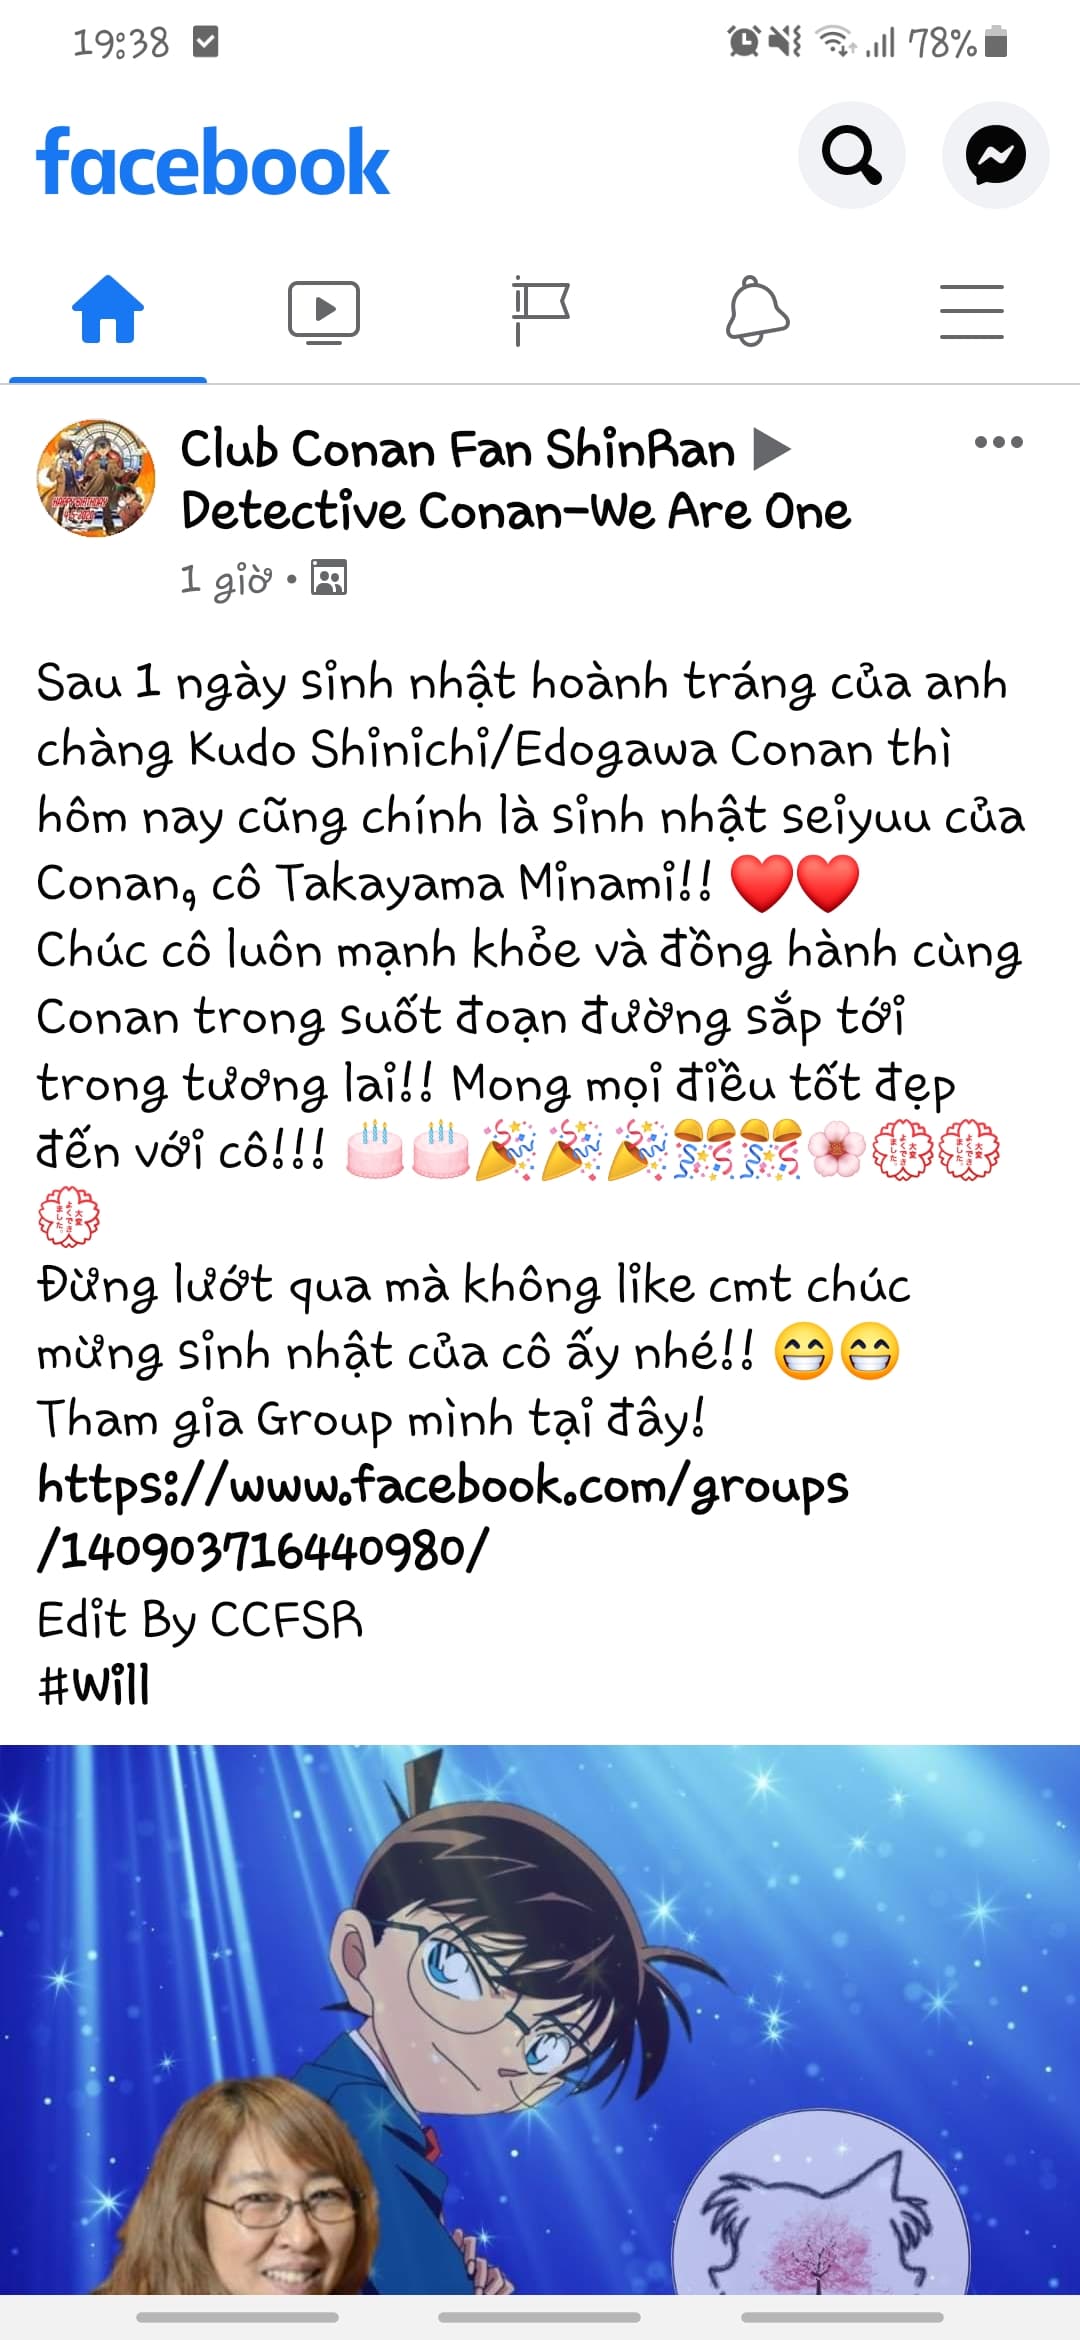 19:38
78%
facebook
Club Conan Fan ShinRan ▶
Detective Conan-We Are One
1 giờ •
Sau 1 ngày sinh nhật hoành tráng của anh
chàng Kudo Shinichi/Edogawa Conan thì
hôm nay cũng chính là sinh nhật seiyuu của
Conan, cô Takayama Minami!! ❤️❤️
Chúc cô luôn mạnh khỏe và đồng hành cùng
Conan trong suốt đoạn đường sắp tới
trong tương lai!! Mong mọi điều tốt đẹp
đến với cô!!! 🎂🎂🎉🎉🎉🎊🎊🌸💮💮
💮
Đừng lướt qua mà không like cmt chúc
mừng sinh nhật của cô ấy nhé!! 😁😁
Tham gia Group mình tại đây!
https://www.facebook.com/groups
/140903716440980/
Edit By CCFSR
#Will